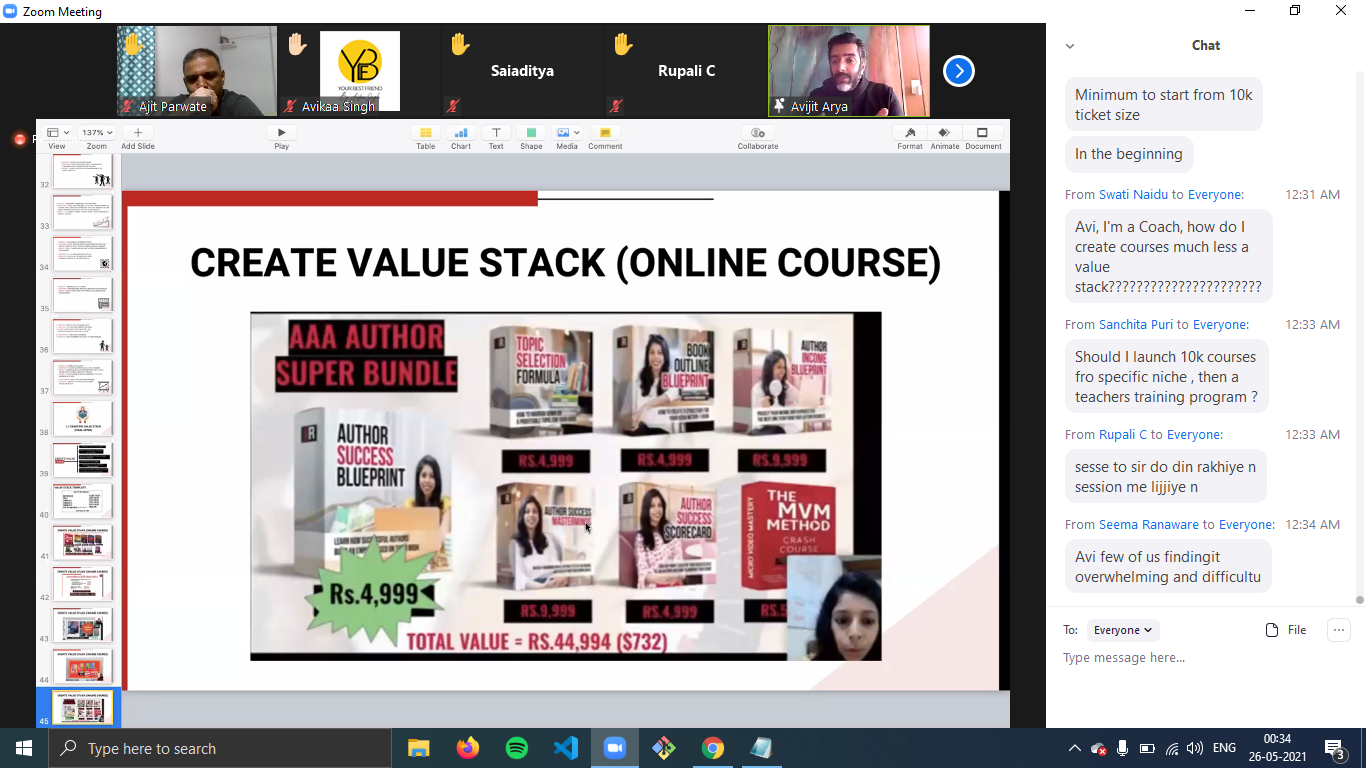 Zoom Meeting
Ajit Parwate
YBF
YOUR BEST FRIEND
Avikaa Singh
Saiaditya
Rupali C
Avijit Arya
137%
View
Zoom
Add Slide
Play
Table
Chart
Text
Shape
Media
Comment
Collaborate
Format
Animate
Document
32
33
34
35
36
37
38
39
40
41
42
43
44
45
CREATE VALUE STACK (ONLINE COURSE)
AAA AUTHOR
SUPER BUNDLE
AUTHOR
SUCCESS
BLUEPRINT
Rs.4,999
TOPIC
SELECTION
FORMULA
RS.4,999
BOOK
OUTLINE
BLUEPRINT
RS.4,999
AUTHOR
INCOME
BLUEPRINT
RS.9,999
AUTHOR SUCCESS
RS.9,999
AUTHOR
SUCCESS
SCORECARD
RS.4,999
THE
MVM
METHOD
CRASH
COURSE
MICRO VIDEO MASTERY
RS.5
TOTAL VALUE = RS.44,994 ($732)
Chat
Minimum to start from 10k
ticket size
In the beginning
From Swati Naidu to Everyone: 12:31 AM
Avi, I'm a Coach, how do I
create courses much less a
value
stack??????????????????????
From Sanchita Puri to Everyone: 12:33 AM
Should I launch 10k courses
fro specific niche , then a
teachers training program ?
From Rupali C to Everyone: 12:33 AM
sesse to sir do din rakhiye n
session me lijjiye n
From Seema Ranaware to Everyone: 12:34 AM
Avi few of us findingit
overwhelming and difficultu
To: Everyone
File
Type message here...
Type here to search
ENG
00:34
26-05-2021
3